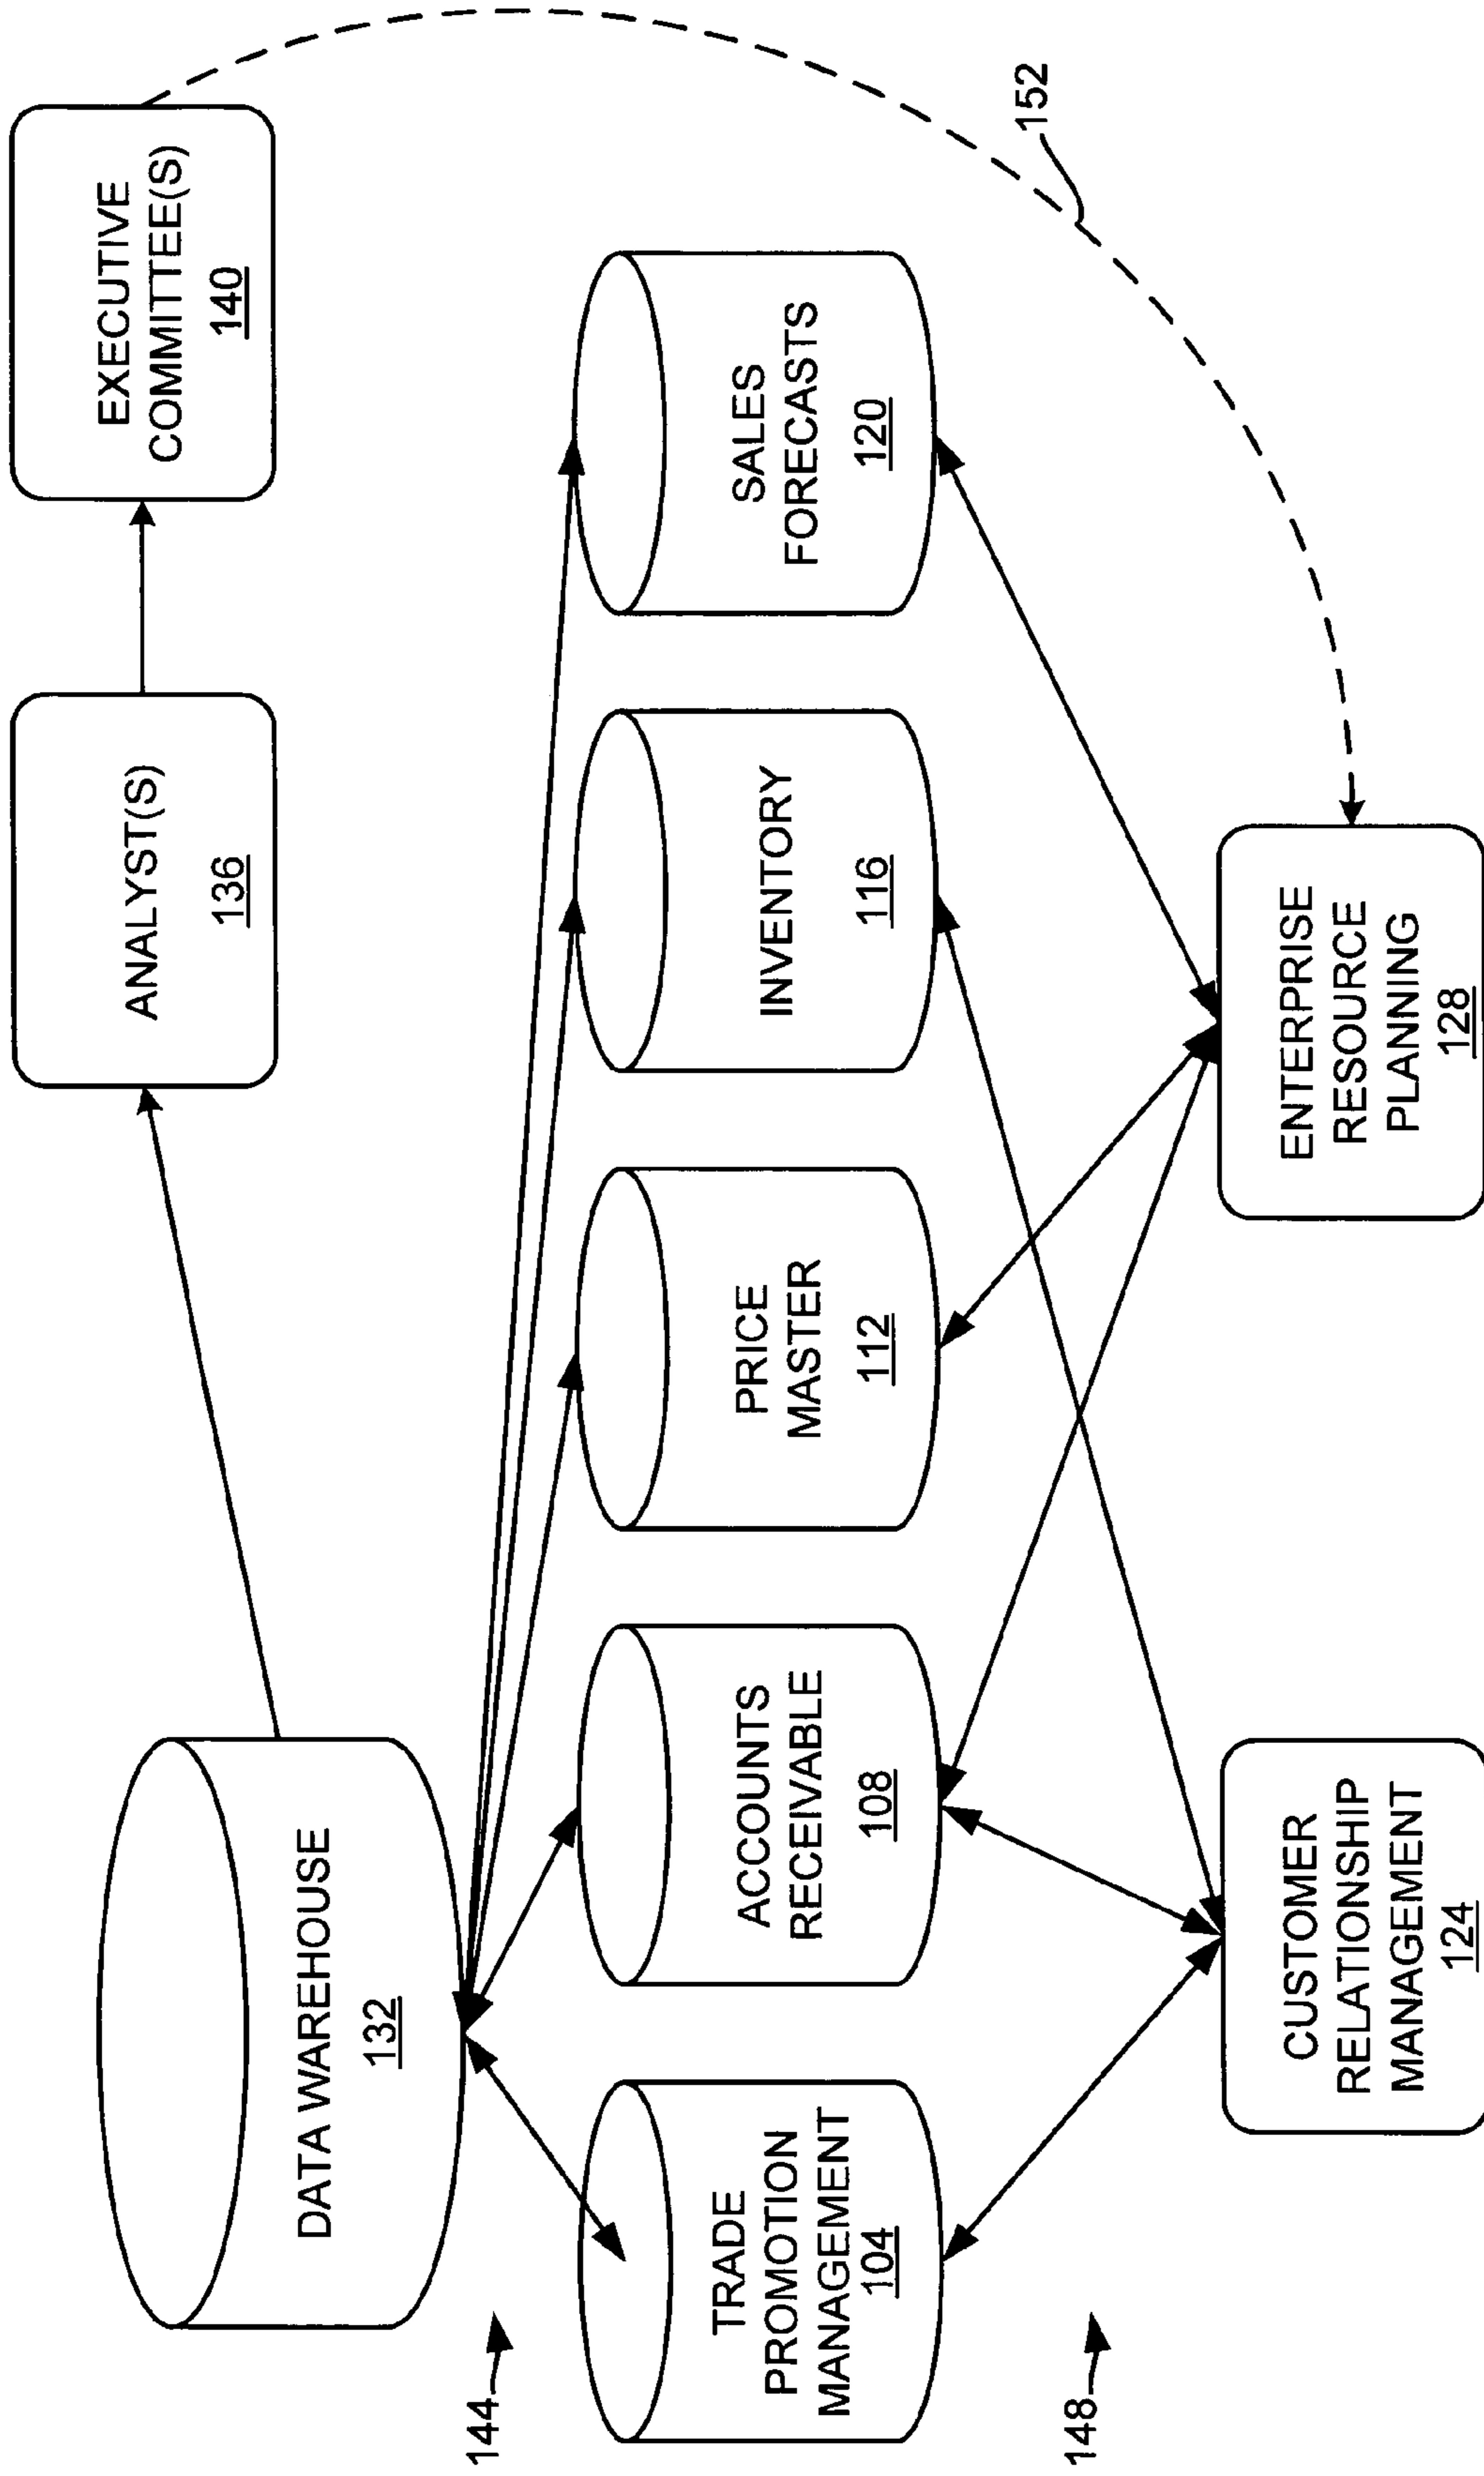 DATA WAREHOUSE
132
ANALYST(S)
136
EXECUTIVE
COMMITTEE(S)
140
144
TRADE
PROMOTION
MANAGEMENT
104
ACCOUNTS
RECEIVABLE
108
PRICE
MASTER
112
INVENTORY
116
SALES
FORECASTS
120
152
148
CUSTOMER
RELATIONSHIP
MANAGEMENT
124
ENTERPRISE
RESOURCE
PLANNING
128